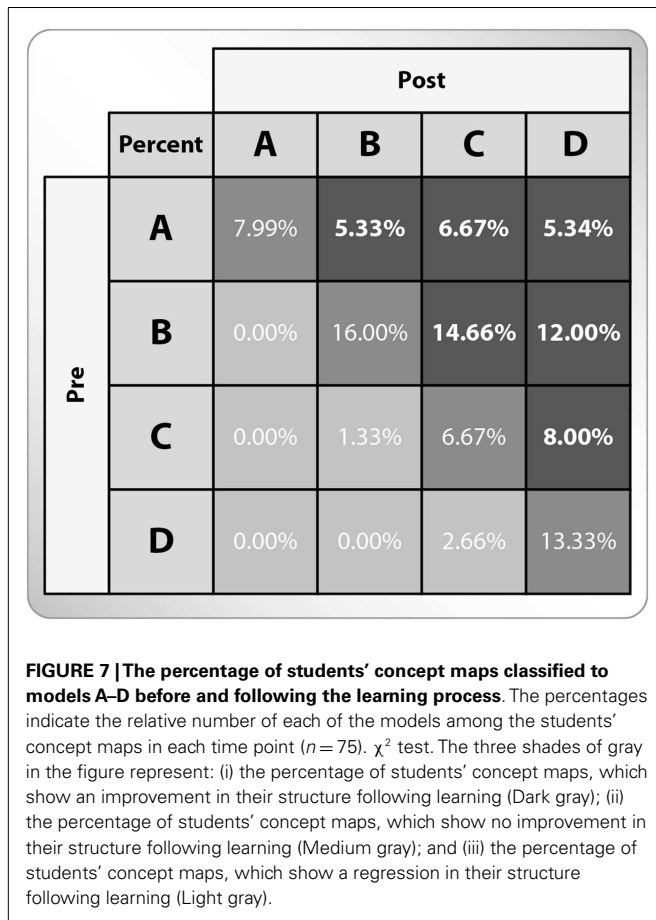 Post
Percent A B C D
Pre
A 7.99% 5.33% 6.67% 5.34%
B 0.00% 16.00% 14.66% 12.00%
C 0.00% 1.33% 6.67% 8.00%
D 0.00% 0.00% 2.66% 13.33%
FIGURE 7 | The percentage of students’ concept maps classified to
models A–D before and following the learning process. The percentages
indicate the relative number of each of the models among the students’
concept maps in each time point (n = 75). χ² test. The three shades of gray
in the figure represent: (i) the percentage of students’ concept maps, which
show an improvement in their structure following learning (Dark gray); (ii)
the percentage of students’ concept maps, which show no improvement in
their structure following learning (Medium gray); and (iii) the percentage of
students’ concept maps, which show a regression in their structure
following learning (Light gray).